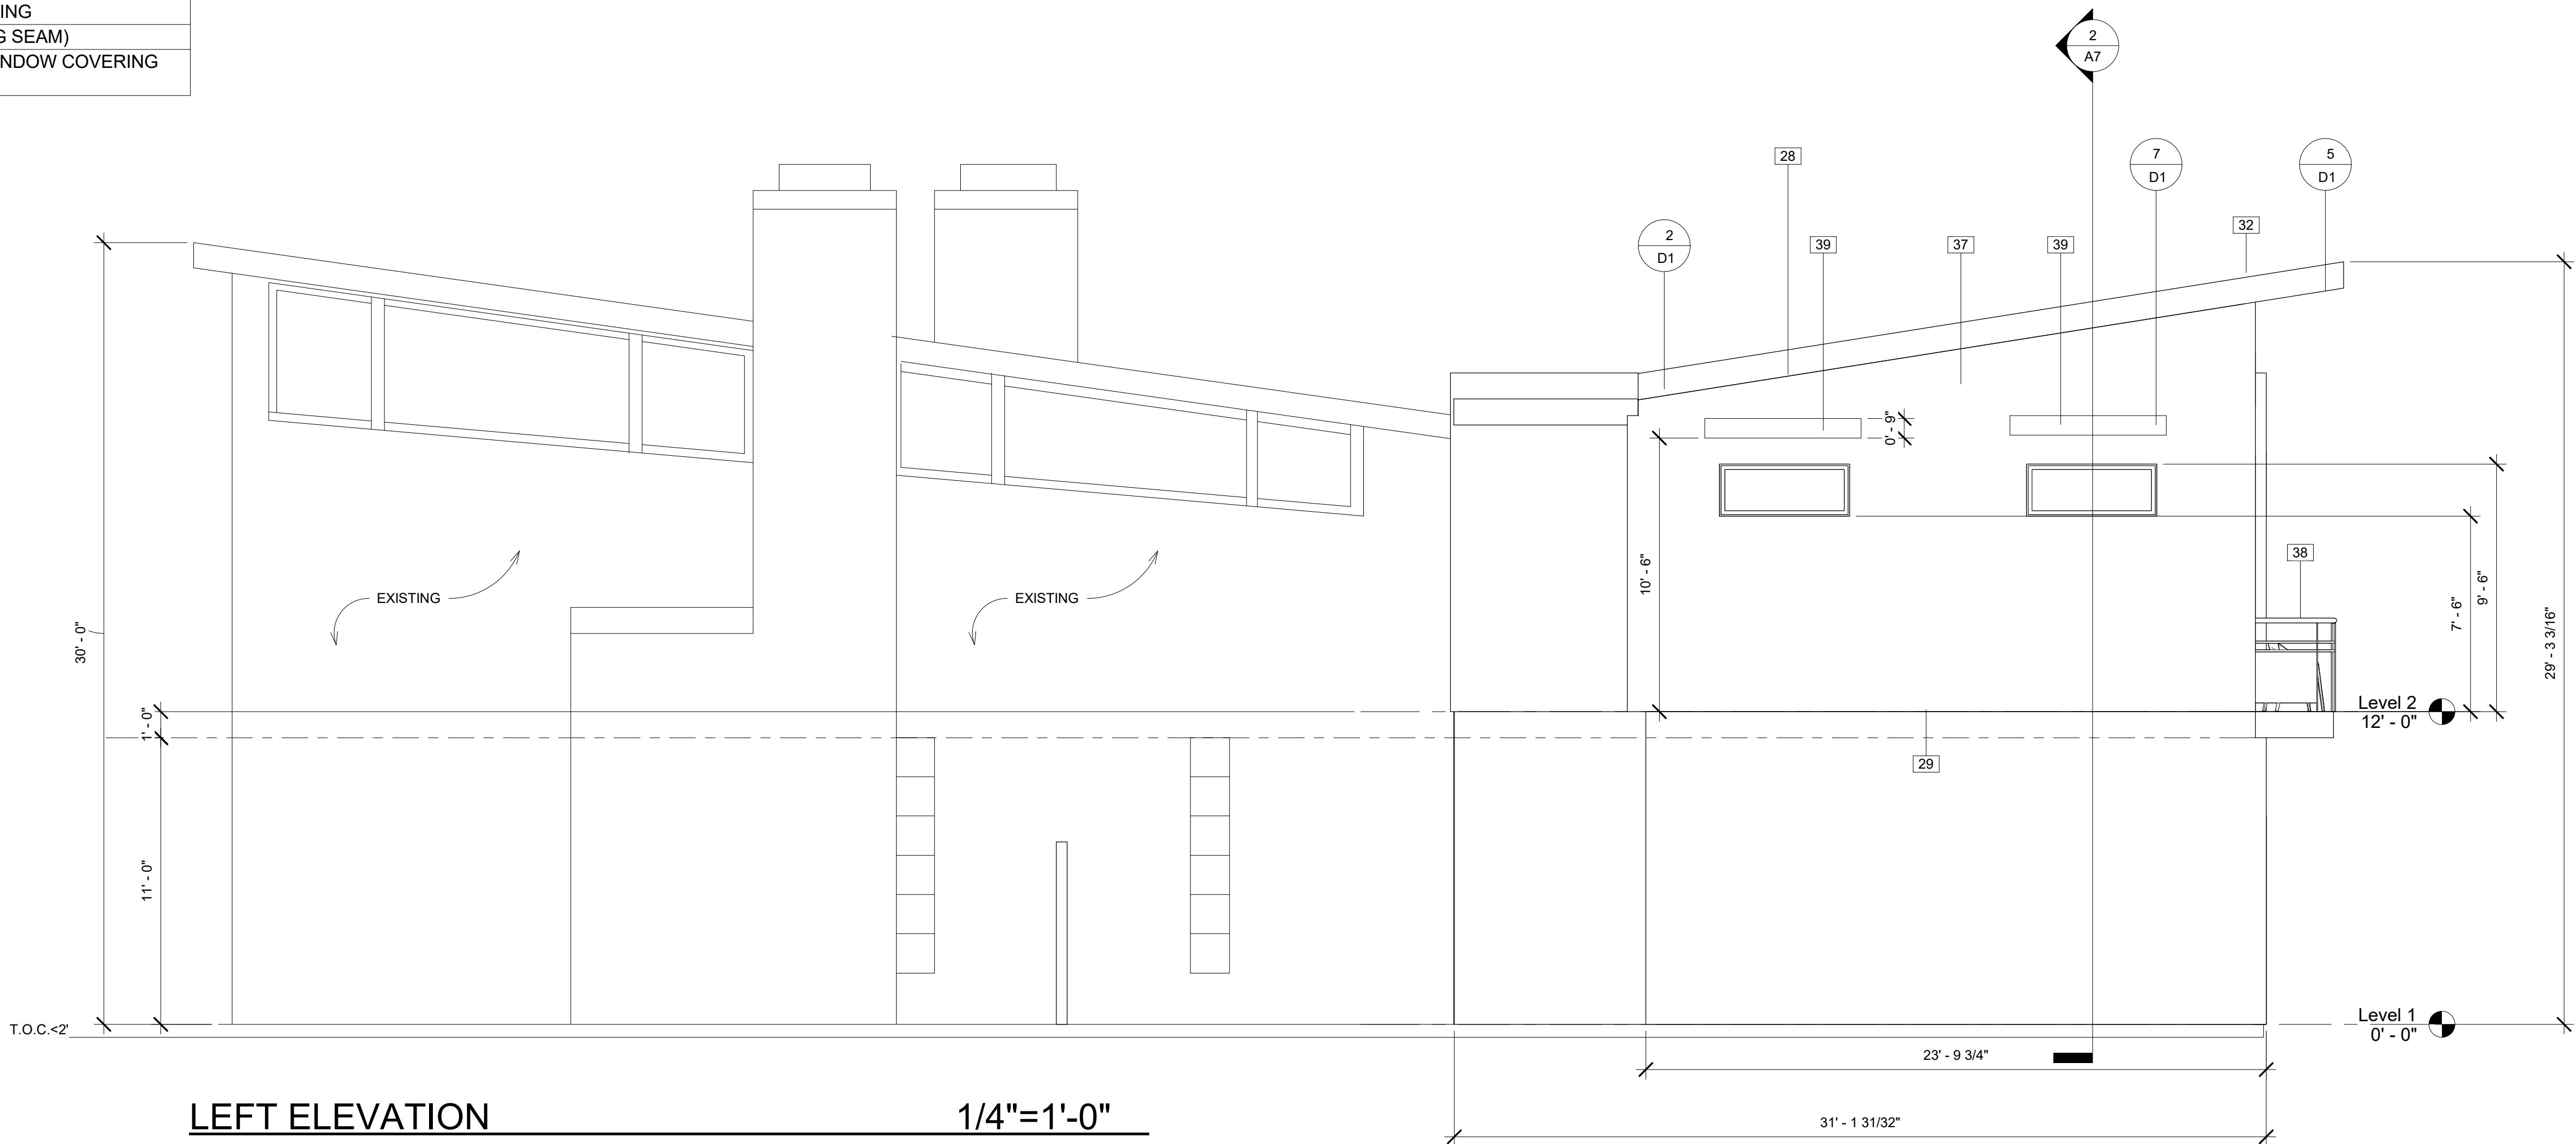 ING
G SEAM)
NDOW COVERING
2
A7
28
7
D1
5
D1
2
D1
39
37
39
32
0' - 9"
10' - 6"
38
EXISTING
EXISTING
7' - 6"
9' - 6"
29' - 3 3/16"
30' - 0"
1' - 0"
11' - 0"
Level 2
12' - 0"
29
T.O.C.<2'
Level 1
0' - 0"
23' - 9 3/4"
31' - 1 31/32"
LEFT ELEVATION 1/4"=1'-0"